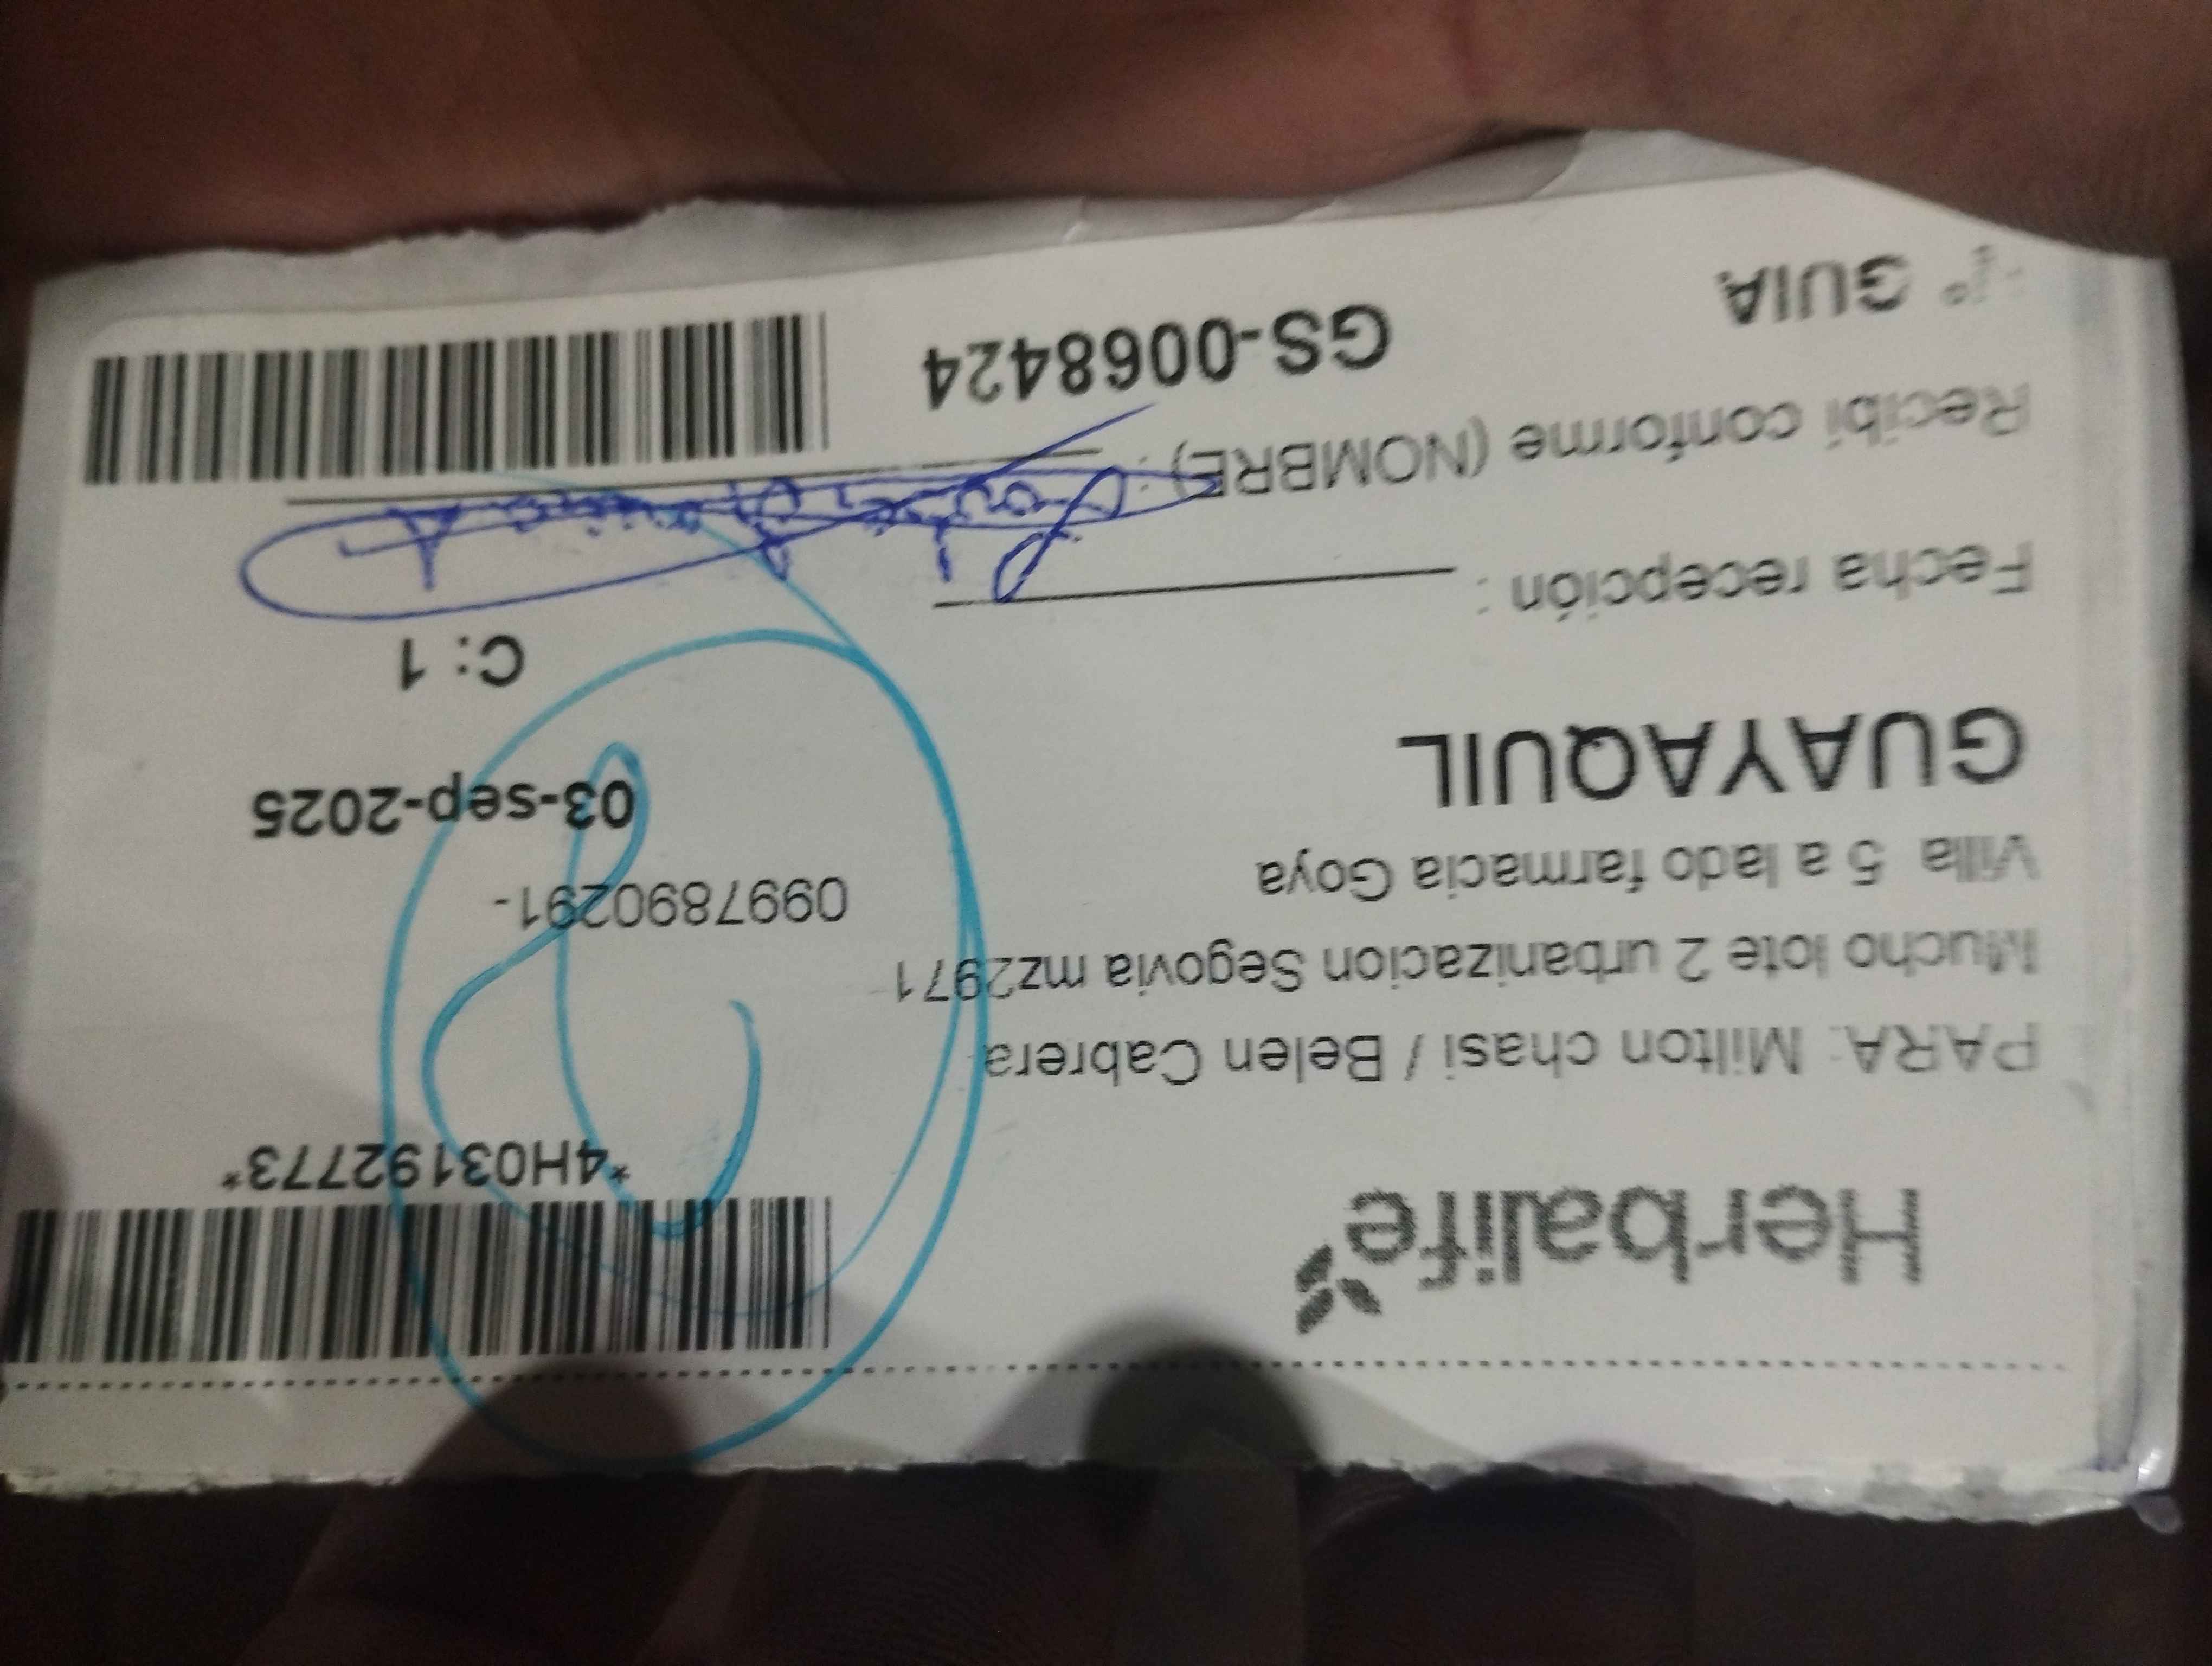 Herbalife
*4H03192773*
PARA: Milton chasi / Belen Cabrera
Mucho lote 2 urbanizacion Segovia mz2971
Villa 5 a lado farmacia Goya
0997890291-
GUAYAQUIL
03-sep-2025
C: 1
Fecha recepción :
Recibí conforme (NOMBRE) :
N° GUIA
GS-0068424